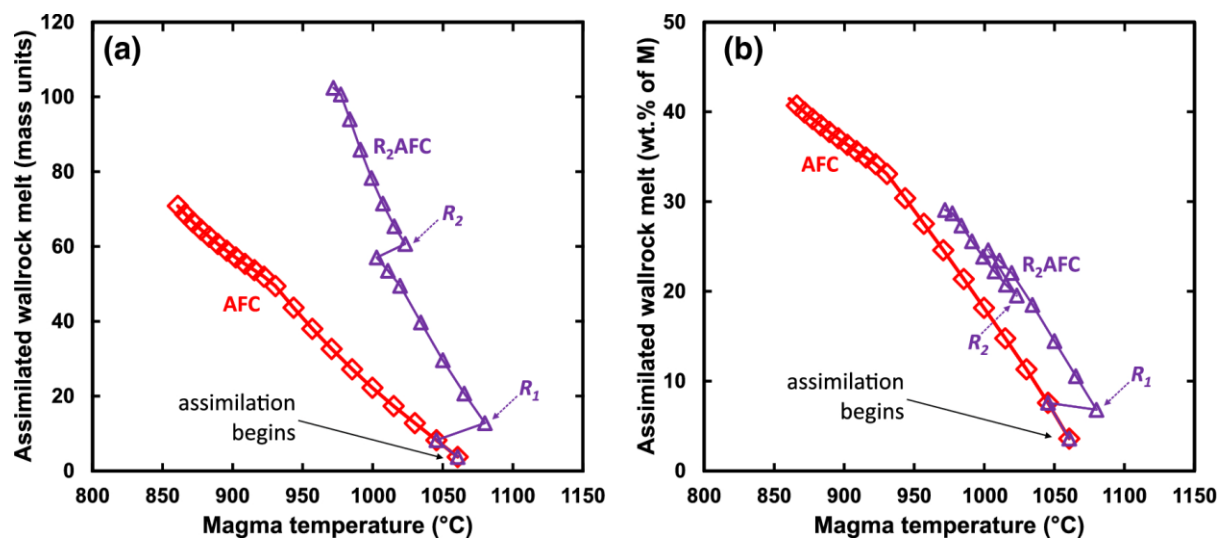 (a)
Assimilated wallrock melt (mass units)
120
100
80
60
40
20
0
R₂AFC
R₂
AFC
R₁
assimilation
begins
800 850 900 950 1000 1050 1100 1150
Magma temperature (°C)
(b)
Assimilated wallrock melt (wt.% of M)
50
40
30
20
10
0
AFC
R₂AFC
R₂
R₁
assimilation
begins
800 850 900 950 1000 1050 1100 1150
Magma temperature (°C)